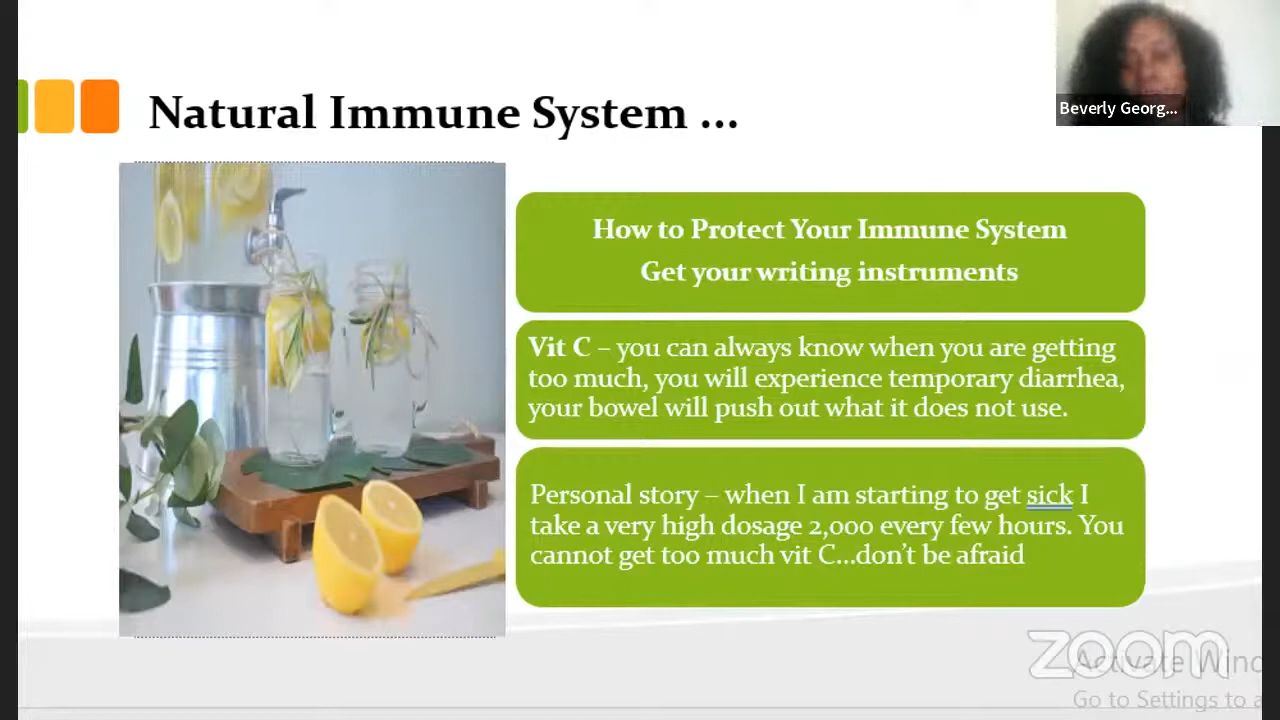 Beverly Georg...
Natural Immune System ...
How to Protect Your Immune System
Get your writing instruments
Vit C – you can always know when you are getting
too much, you will experience temporary diarrhea,
your bowel will push out what it does not use.
Personal story – when I am starting to get sick I
take a very high dosage 2,000 every few hours. You
cannot get too much vit C...don't be afraid
zoom
Activate Winc
Go to Settings to a